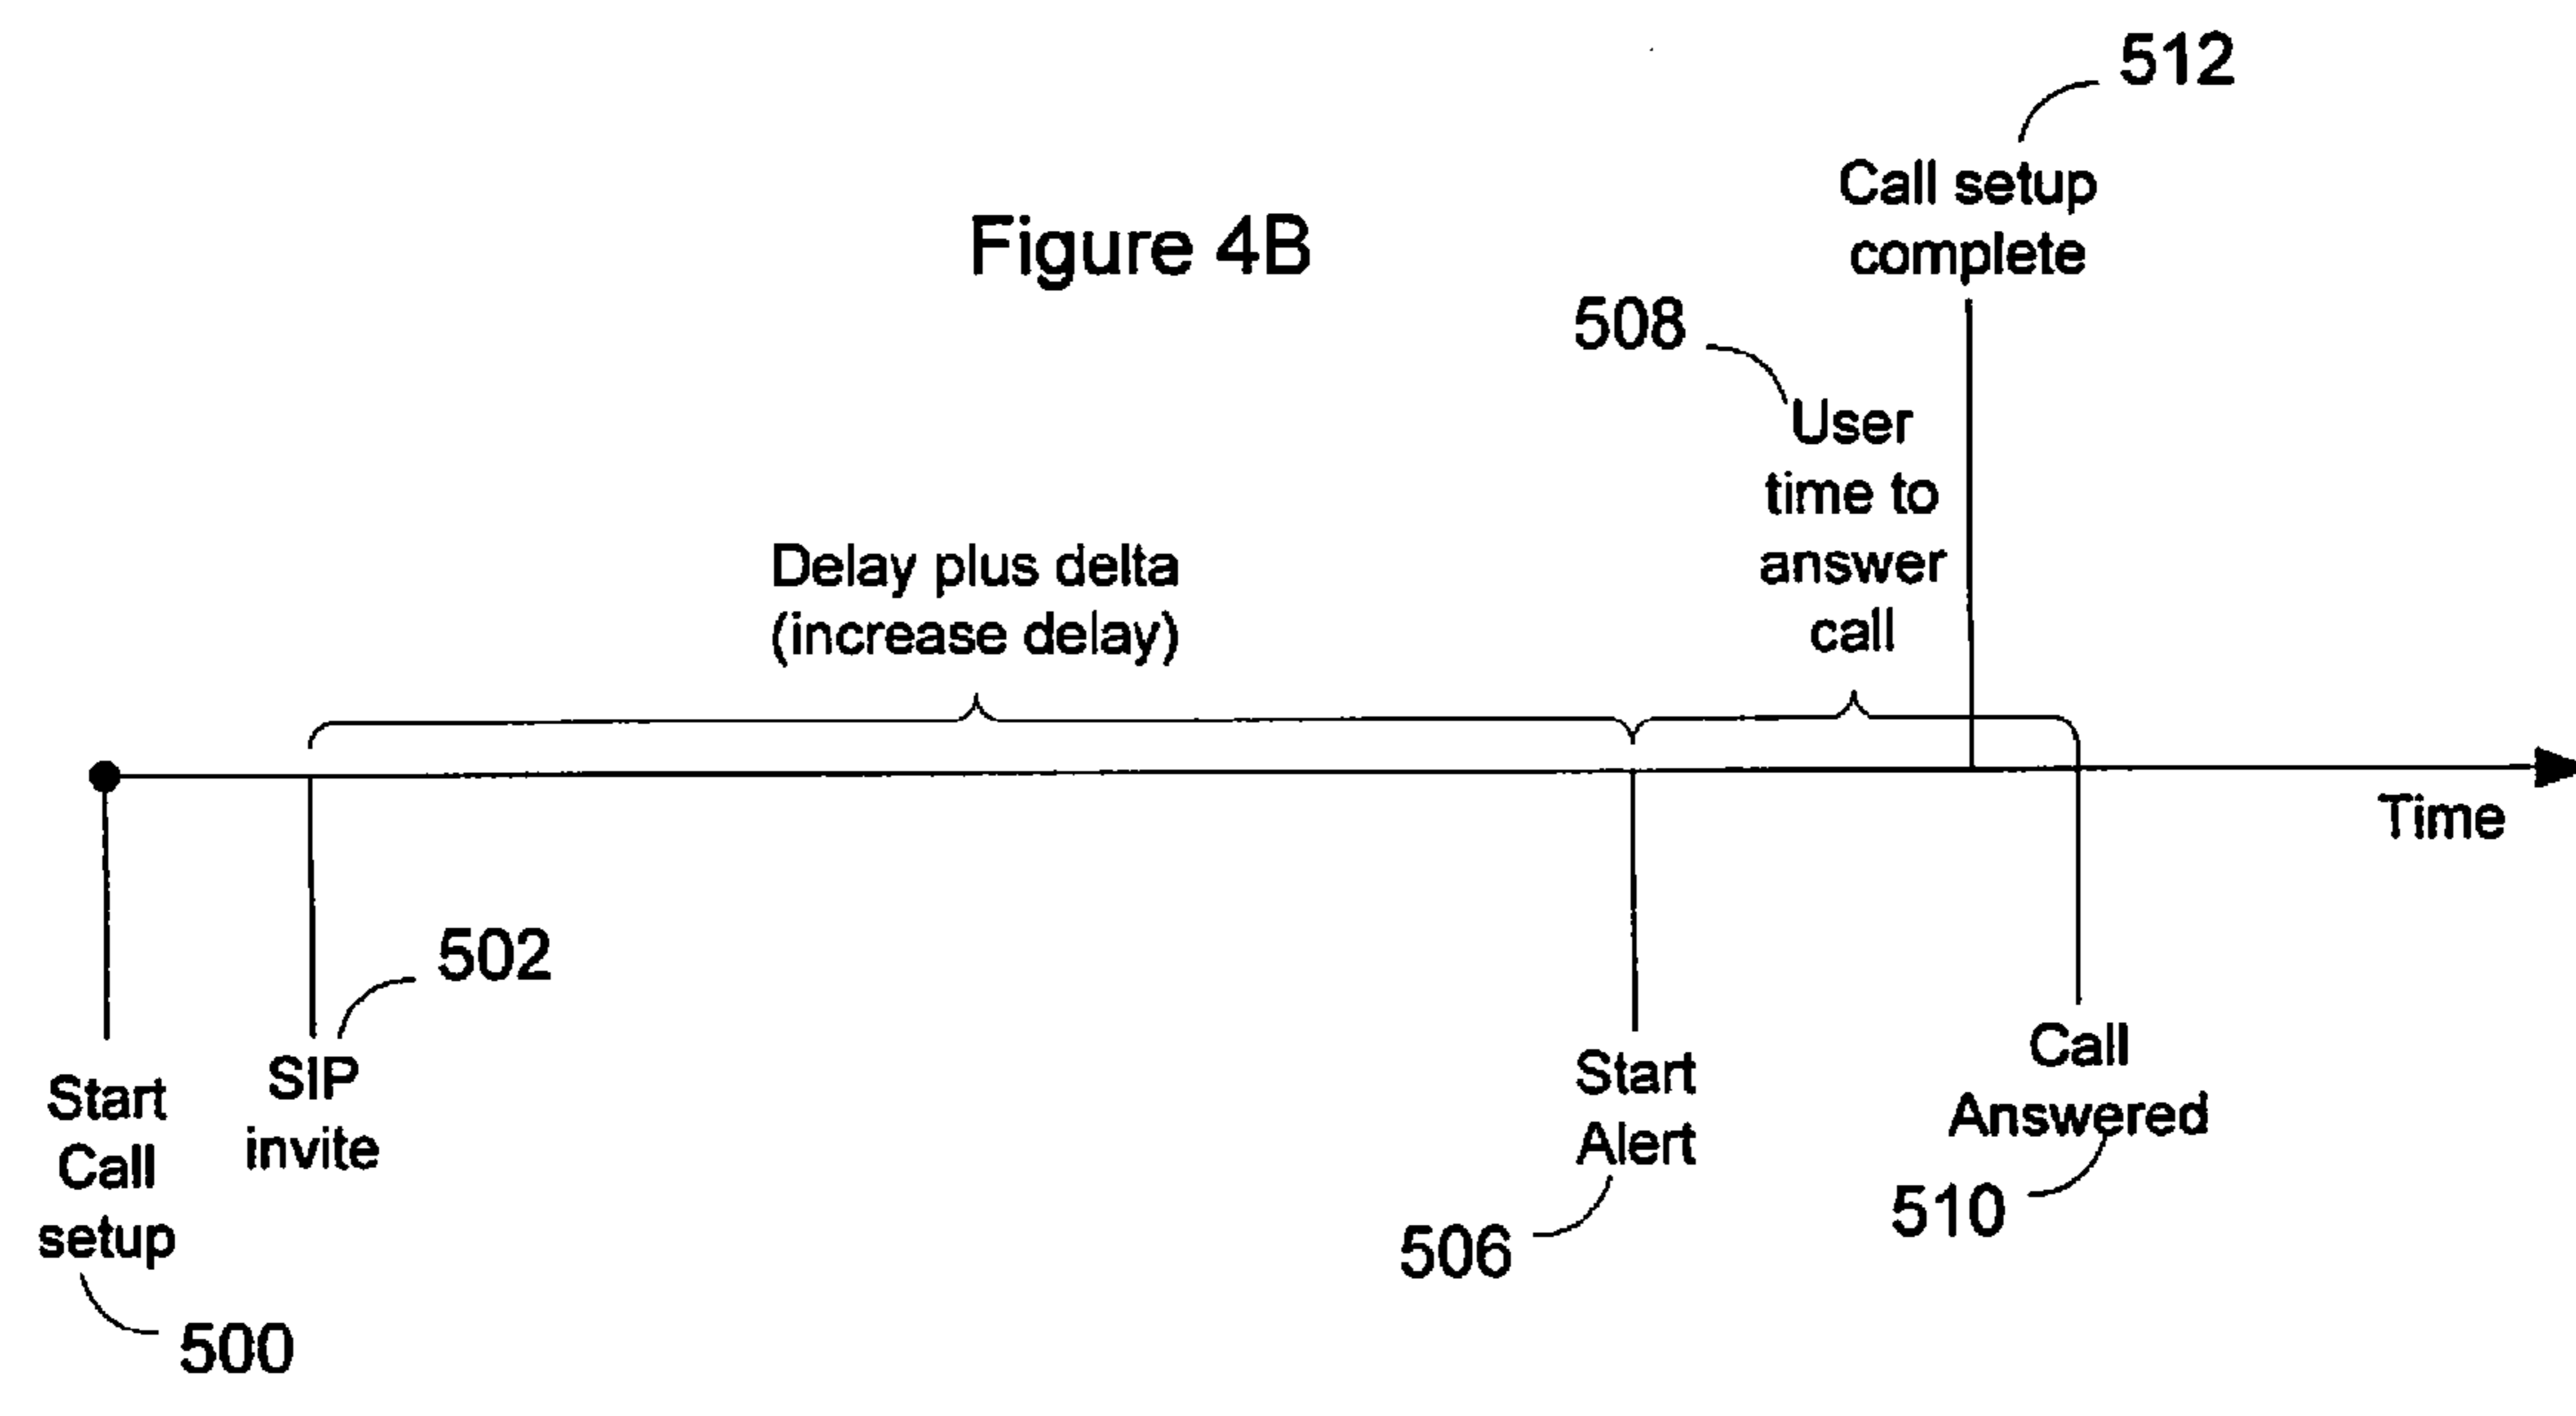 512
Call setup
complete
Figure 4B
508
User
time to
answer
call
Delay plus delta
(increase delay)
Time
502
SIP
invite
Start
Call
setup
500
Start
Alert
506
Call
Answered
510